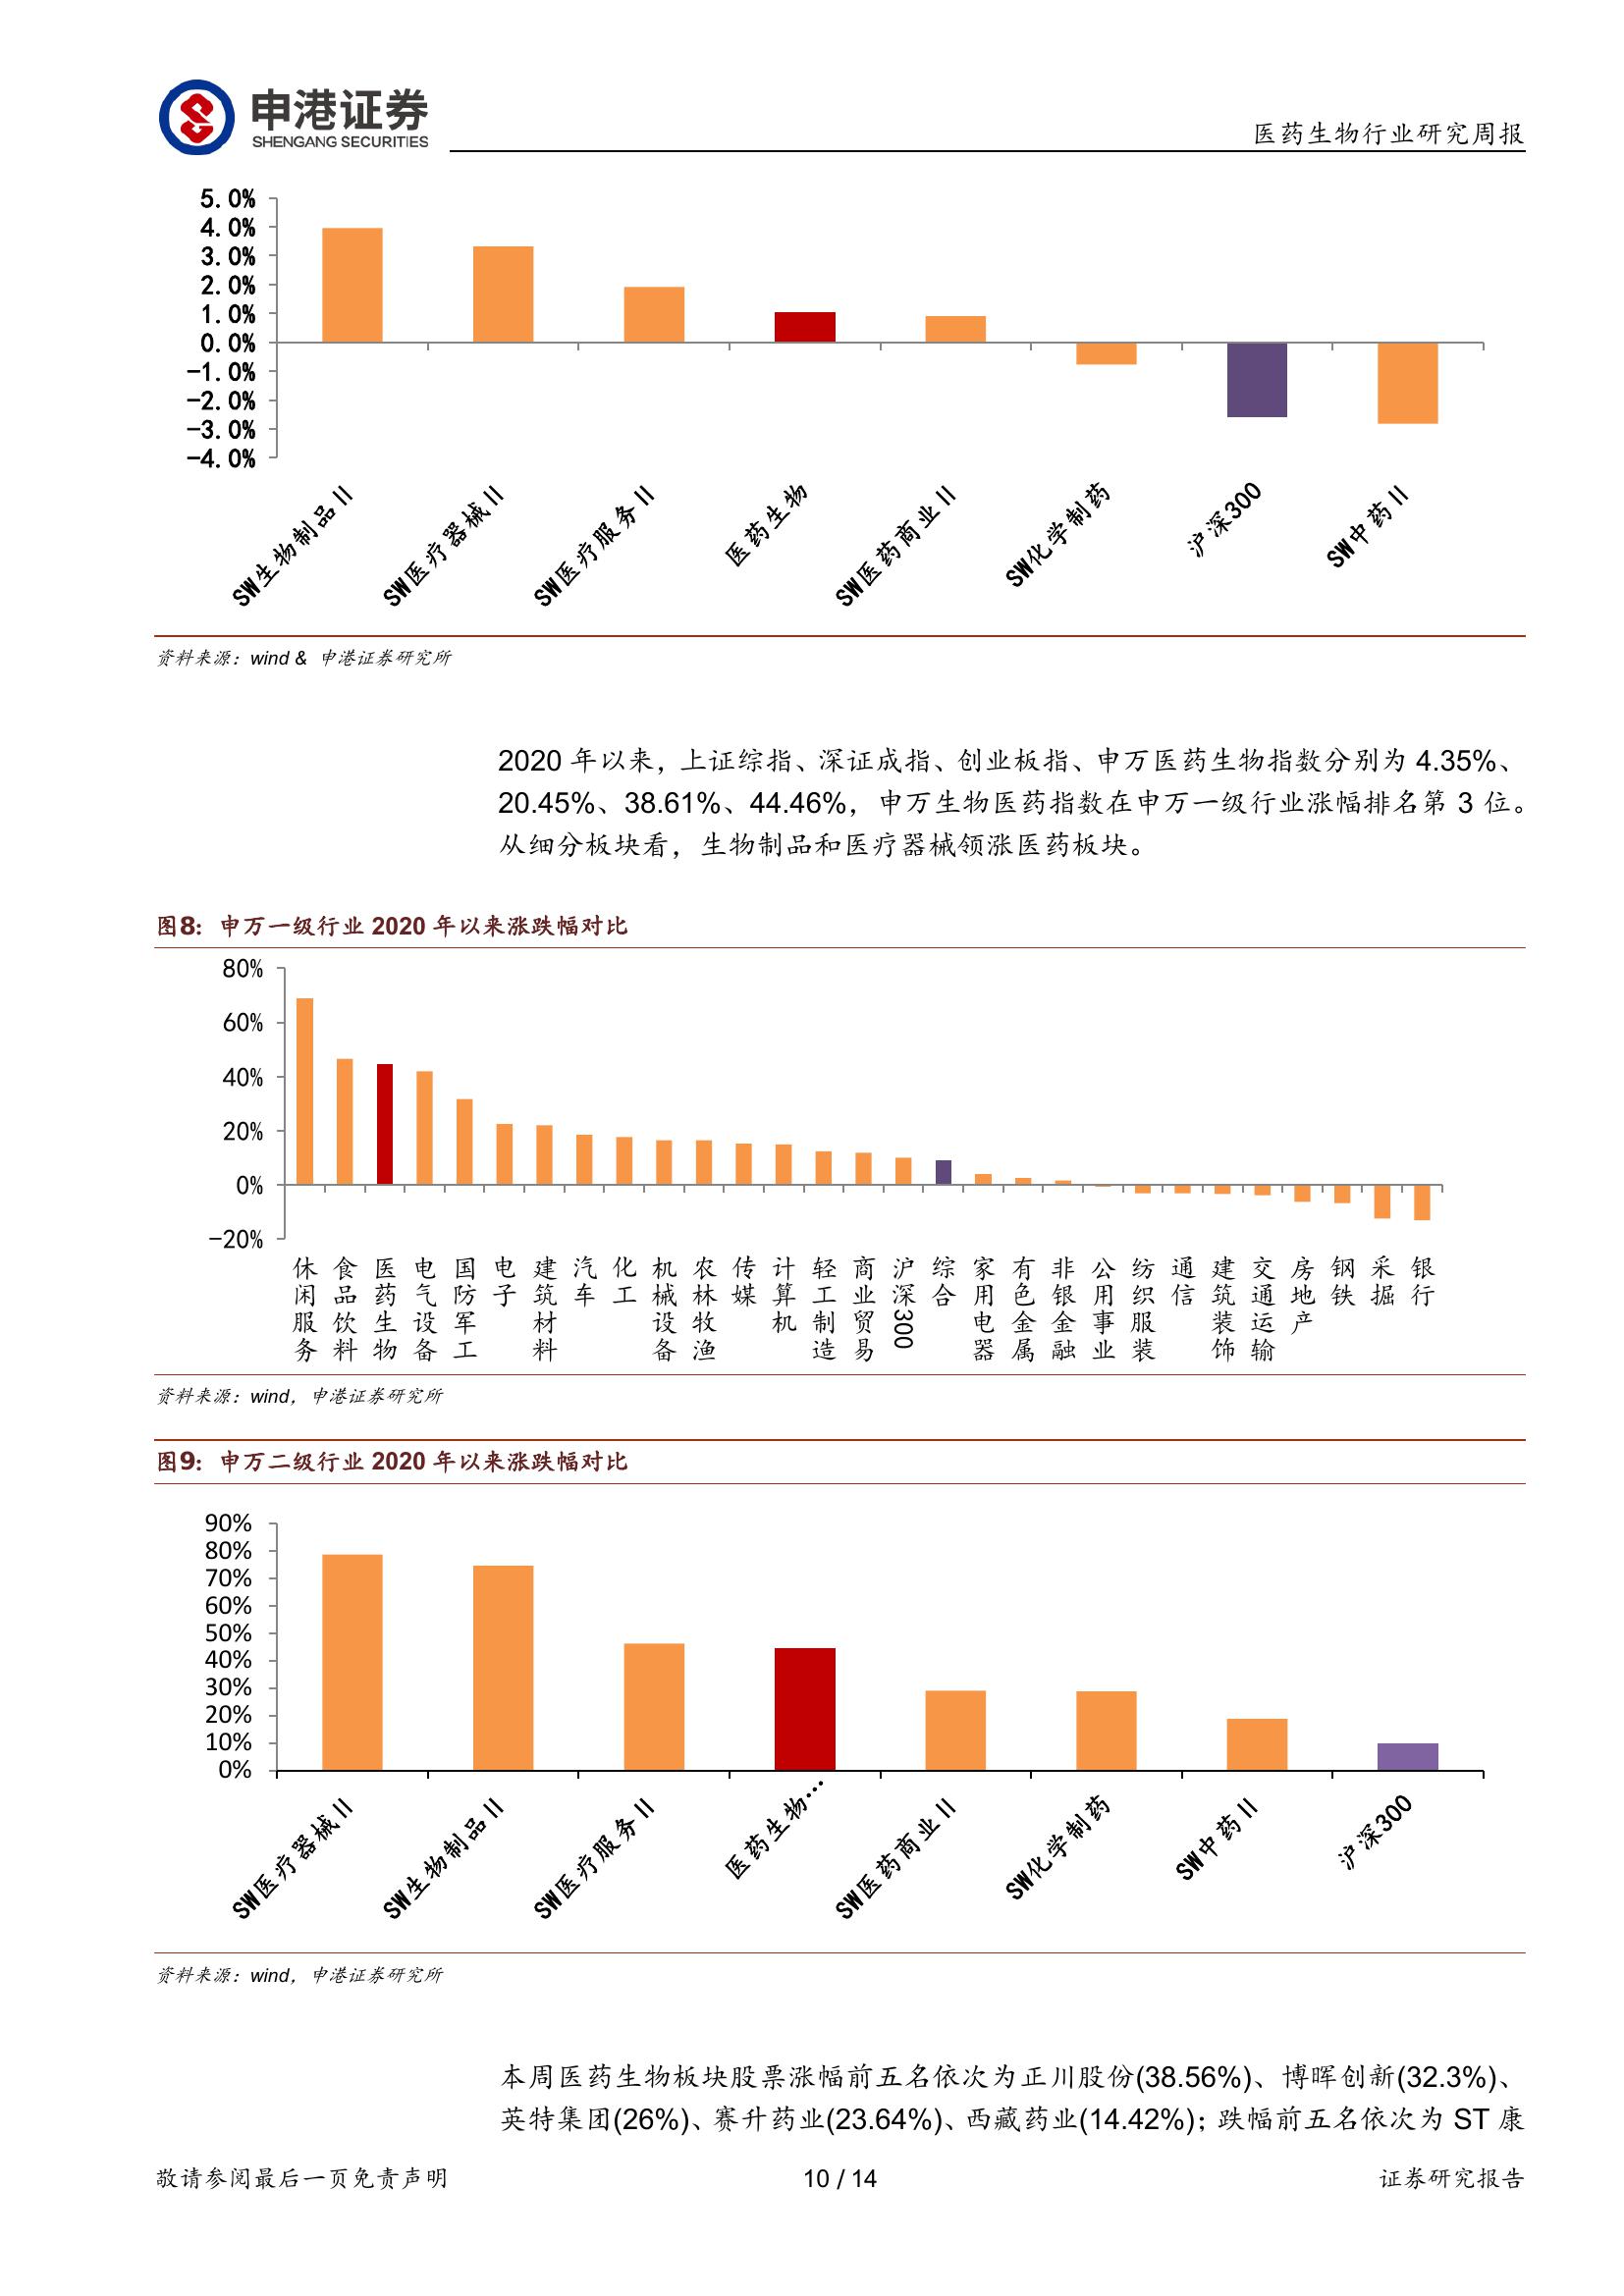 申港证券
SHENGANG SECURITIES
医药生物行业研究周报
5.0%
4.0%
3.0%
2.0%
1.0%
0.0%
-1.0%
-2.0%
-3.0%
-4.0%
SW生物制品Ⅱ
SW医疗器械Ⅱ
SW医疗服务Ⅱ
医药生物
SW医药商业Ⅱ
SW化学制药
沪深300
SW中药Ⅱ
资料来源：wind & 申港证券研究所
2020 年以来，上证综指、深证成指、创业板指、申万医药生物指数分别为 4.35%、
20.45%、38.61%、44.46%，申万生物医药指数在申万一级行业涨幅排名第 3 位。
从细分板块看，生物制品和医疗器械领涨医药板块。
图8：申万一级行业 2020 年以来涨跌幅对比
80%
60%
40%
20%
0%
-20%
休闲服务
食品饮料
医药生物
电气设备
国防军工
电子
建筑材料
汽车
化工
机械设备
农林牧渔
传媒
计算机
轻工制造
商业贸易
沪深300
综合
家用电器
有色金属
非银金融
公用事业
纺织服装
通信
建筑装饰
交通运输
房地产
钢铁
采掘
银行
资料来源：wind，申港证券研究所
图9：申万二级行业 2020 年以来涨跌幅对比
90%
80%
70%
60%
50%
40%
30%
20%
10%
0%
SW医疗器械Ⅱ
SW生物制品Ⅱ
SW医疗服务Ⅱ
医药生物…
SW医药商业Ⅱ
SW化学制药
SW中药Ⅱ
沪深300
资料来源：wind，申港证券研究所
本周医药生物板块股票涨幅前五名依次为正川股份(38.56%)、博晖创新(32.3%)、
英特集团(26%)、赛升药业(23.64%)、西藏药业(14.42%)；跌幅前五名依次为 ST 康
敬请参阅最后一页免责声明
10 / 14
证券研究报告